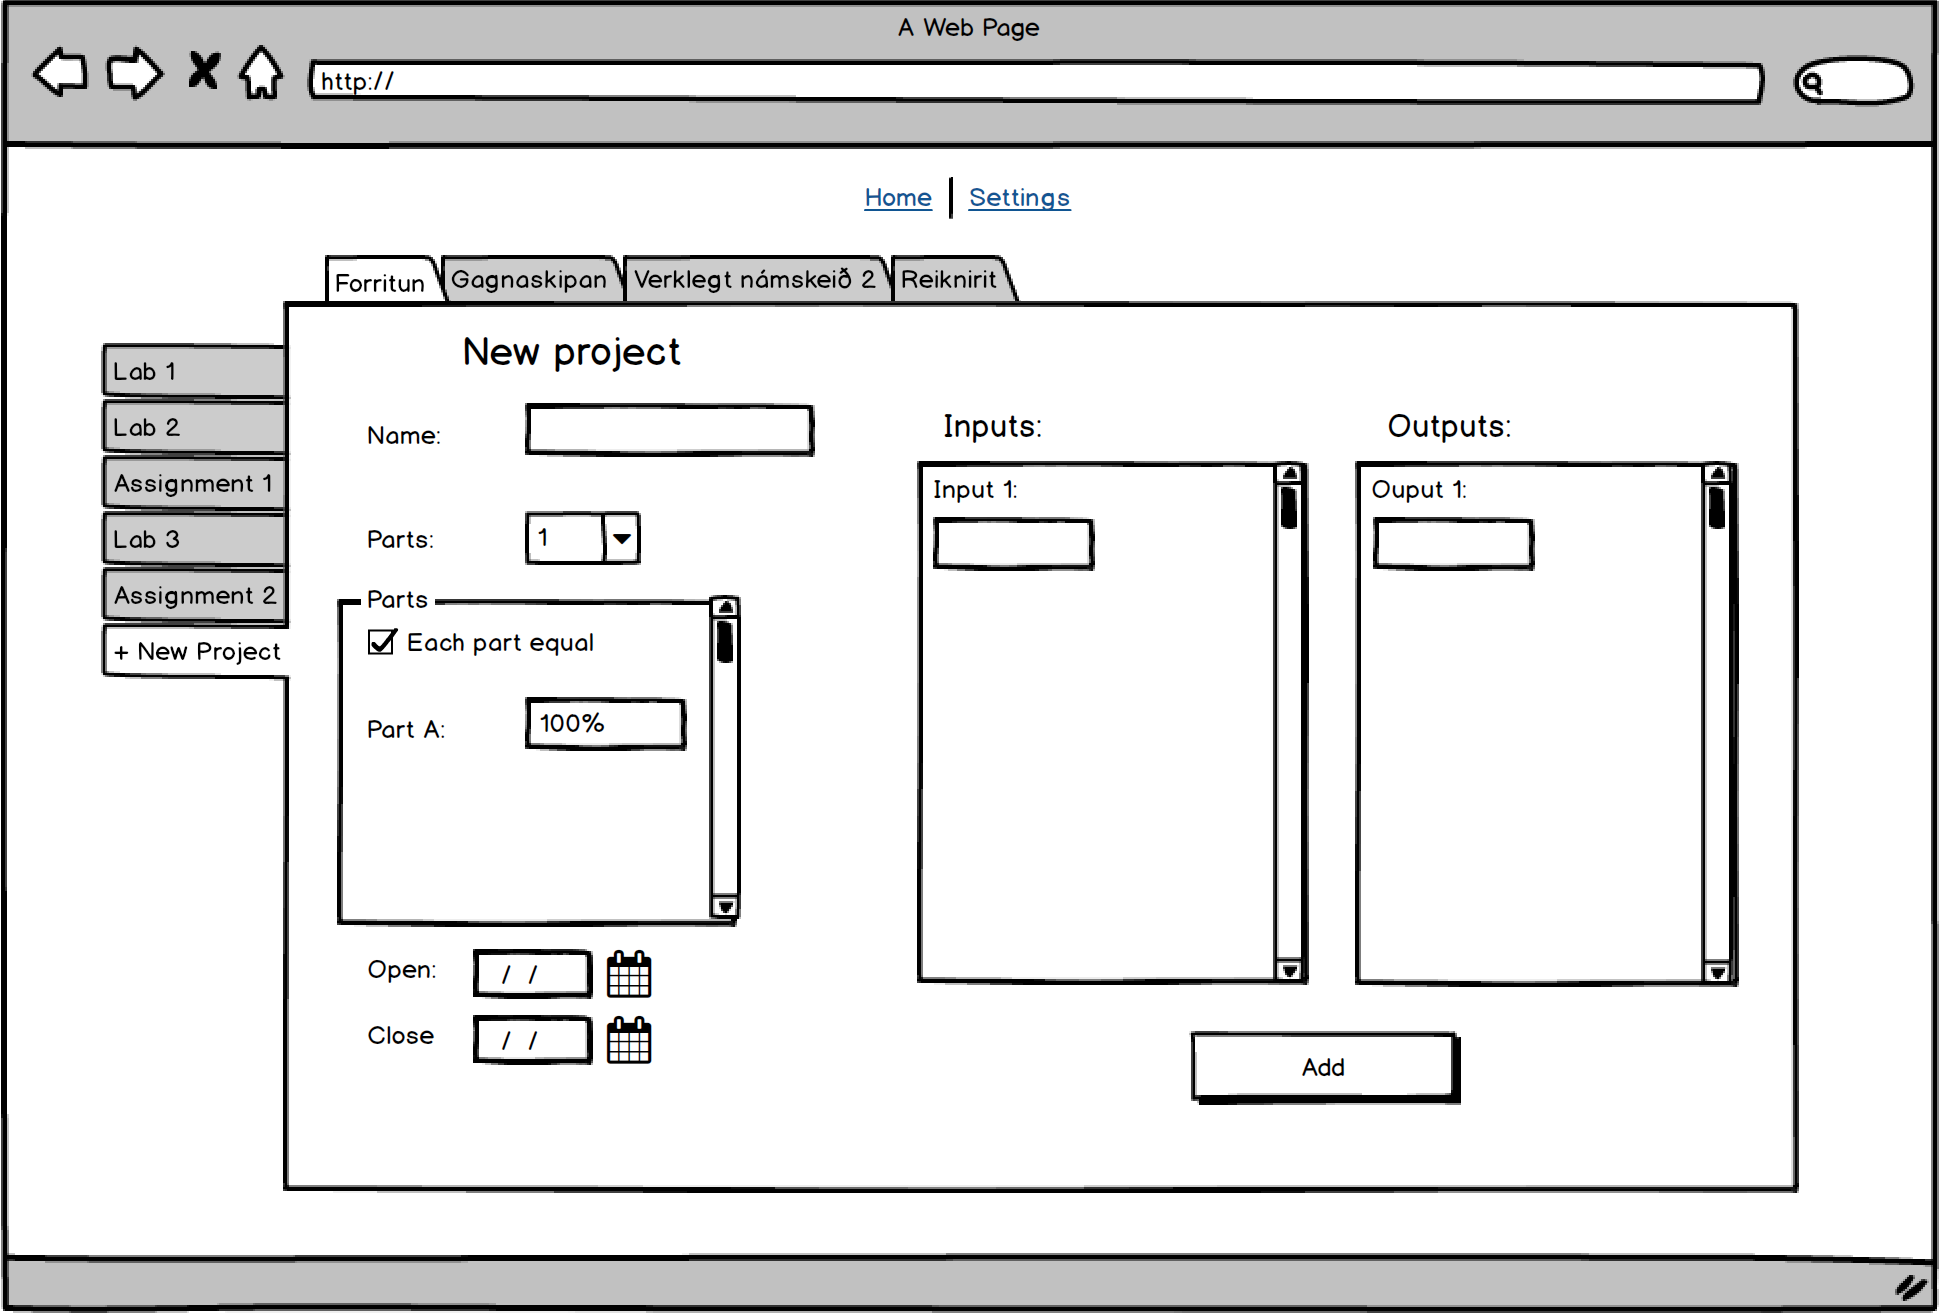 A Web Page
http://
Home
Settings
Forritun
Gagnaskipan
Verklegt námskeið 2
Reiknirit
Lab 1
Lab 2
Assignment 1
Lab 3
Assignment 2
+ New Project
New project
Name:
Parts:
1
Parts
Each part equal
Part A:
100%
Open:
/ /
Close
/ /
Inputs:
Input 1:
Outputs:
Ouput 1:
Add